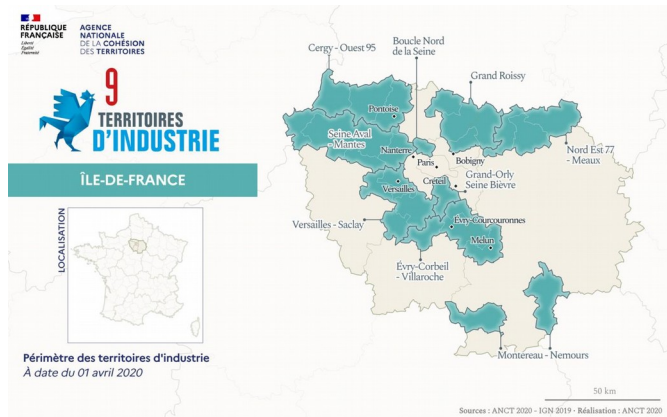 RÉPUBLIQUE
FRANÇAISE
Liberté
Égalité
Fraternité
AGENCE
NATIONALE
DE LA COHÉSION
DES TERRITOIRES
9
TERRITOIRES
D'INDUSTRIE
ÎLE-DE-FRANCE
LOCALISATION
Périmètre des territoires d'industrie
À date du 01 avril 2020
Cergy - Ouest 95
Boucle Nord
de la Seine
Grand Roissy
Pontoise
Seine Aval
- Mantes
Nanterre
Paris
Bobigny
Nord Est 77
- Meaux
Versailles
Créteil
Grand-Orly
Seine Bièvre
Versailles - Saclay
Évry-Courcouronnes
Melun
Évry-Corbeil
- Villaroche
Montereau - Nemours
50 km
Sources : ANCT 2020 - IGN 2019 · Réalisation : ANCT 2020